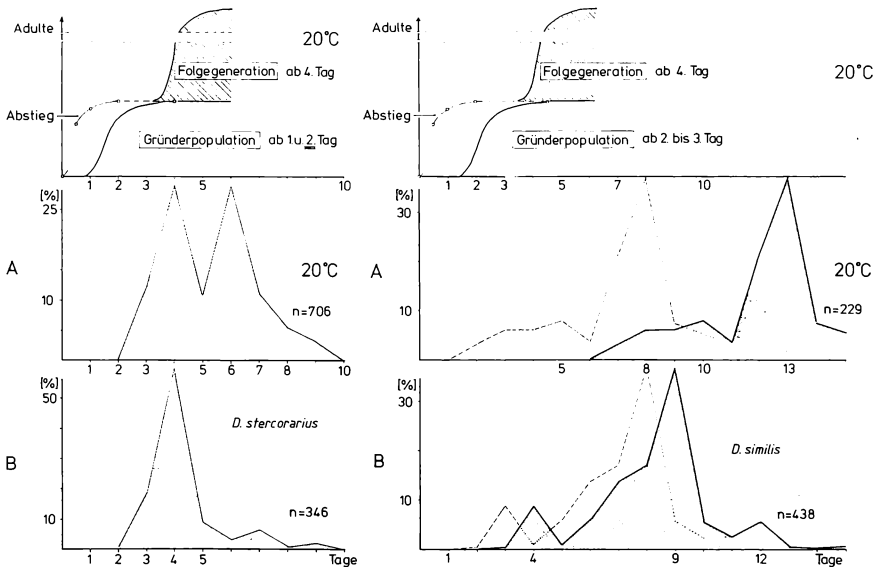 Adulte
20°C
Folgegeneration ab 4. Tag
Abstieg
Gründerpopulation ab 1.u.2.Tag
1 2 3 4 5 10
[%]
25
A
20°C
10
n=706
1 2 3 4 5 6 7 8 10
[%]
50
D. stercorarius
B
n=346
10
1 2 3 4 5 Tage
Adulte
Folgegeneration ab 4. Tag
20°C
Abstieg
Gründerpopulation ab 2. bis 3. Tag
1 2 3 5 7 10
[%]
30
A
20°C
10
n=229
5 8 10 13
[%]
30
D. similis
B
10
n=438
1 4 9 12 Tage